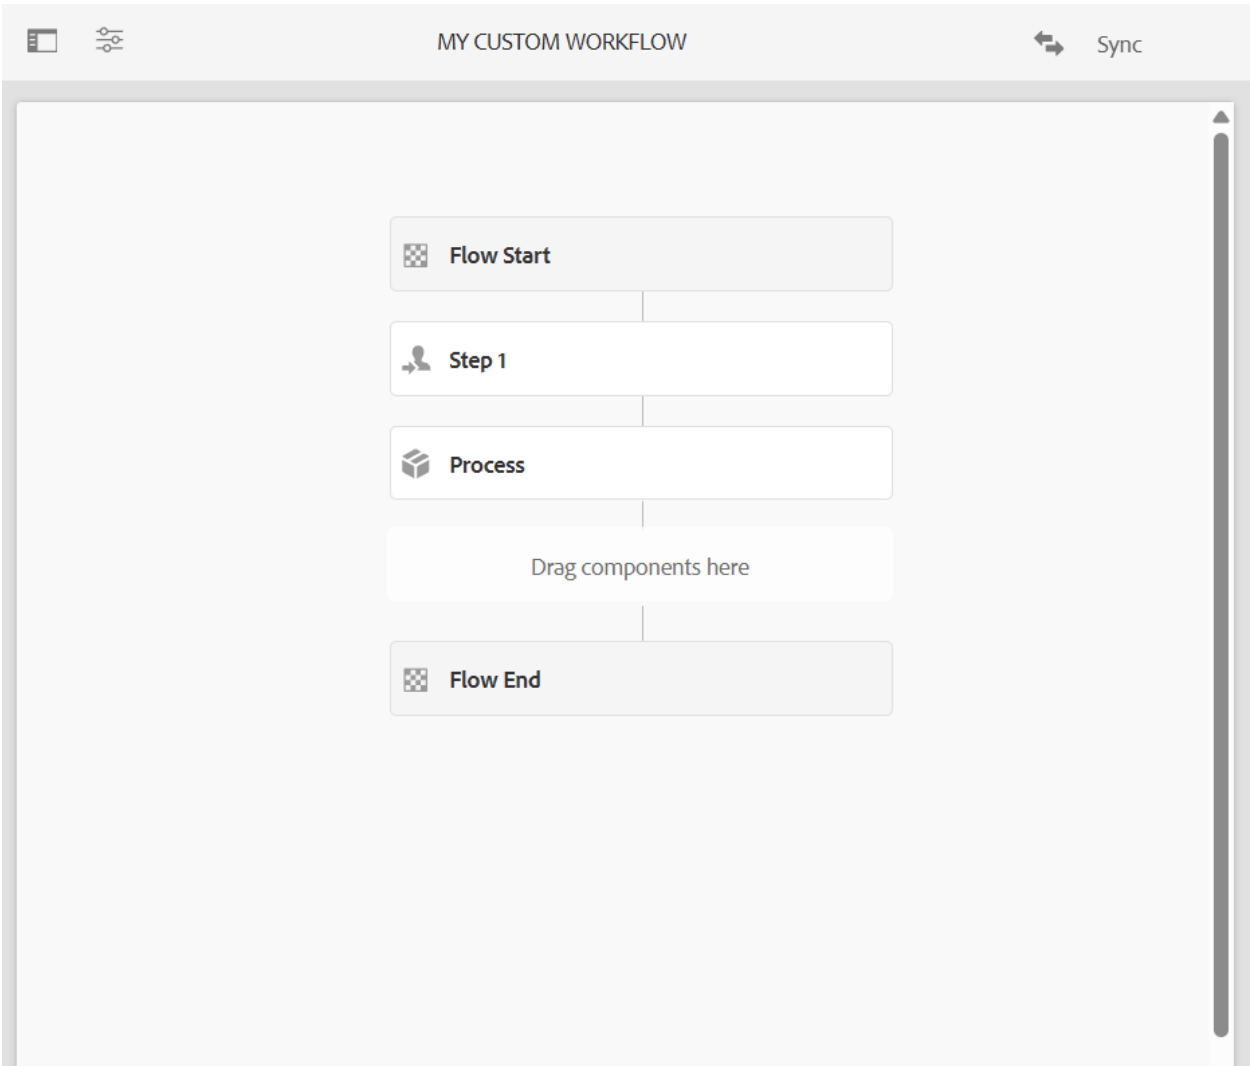 MY CUSTOM WORKFLOW
Sync
Flow Start
Step 1
Process
Drag components here
Flow End